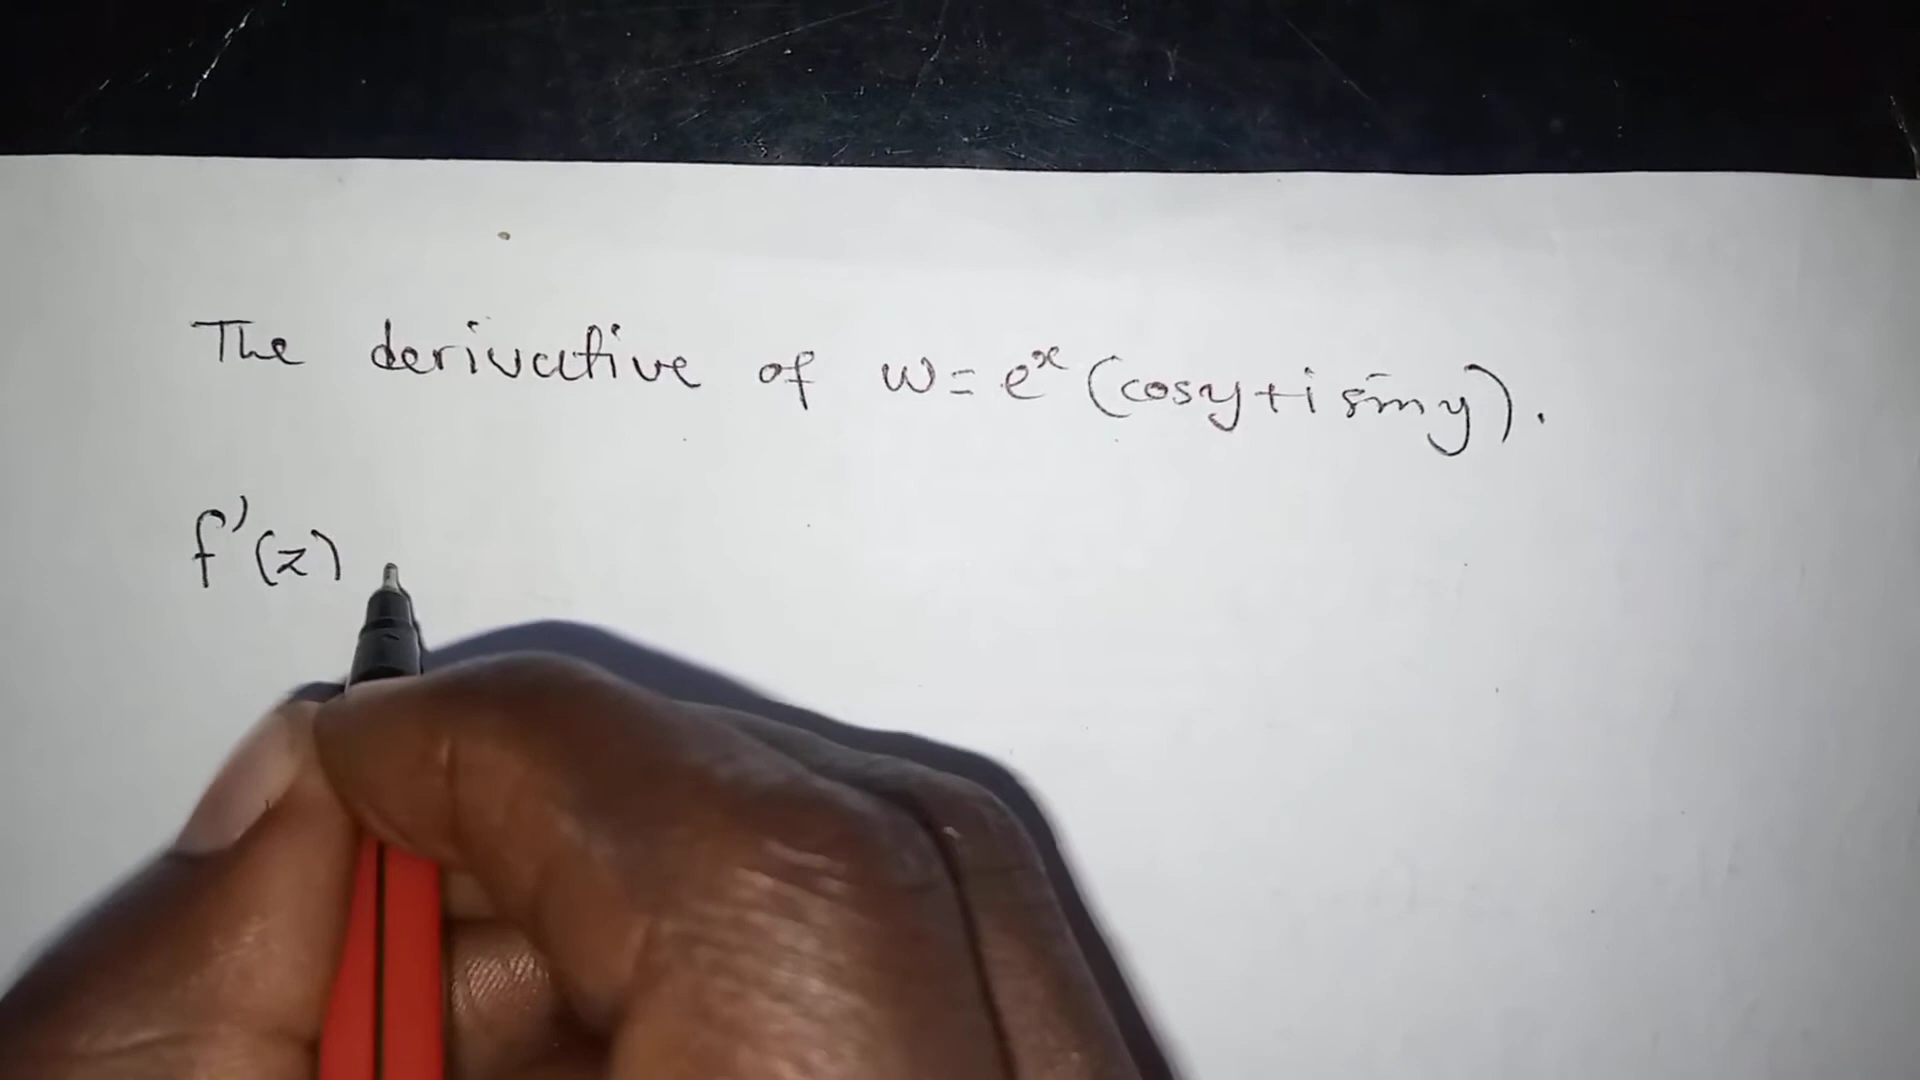 The derivative of w = e^x (cosy + i siny).
f'(z)